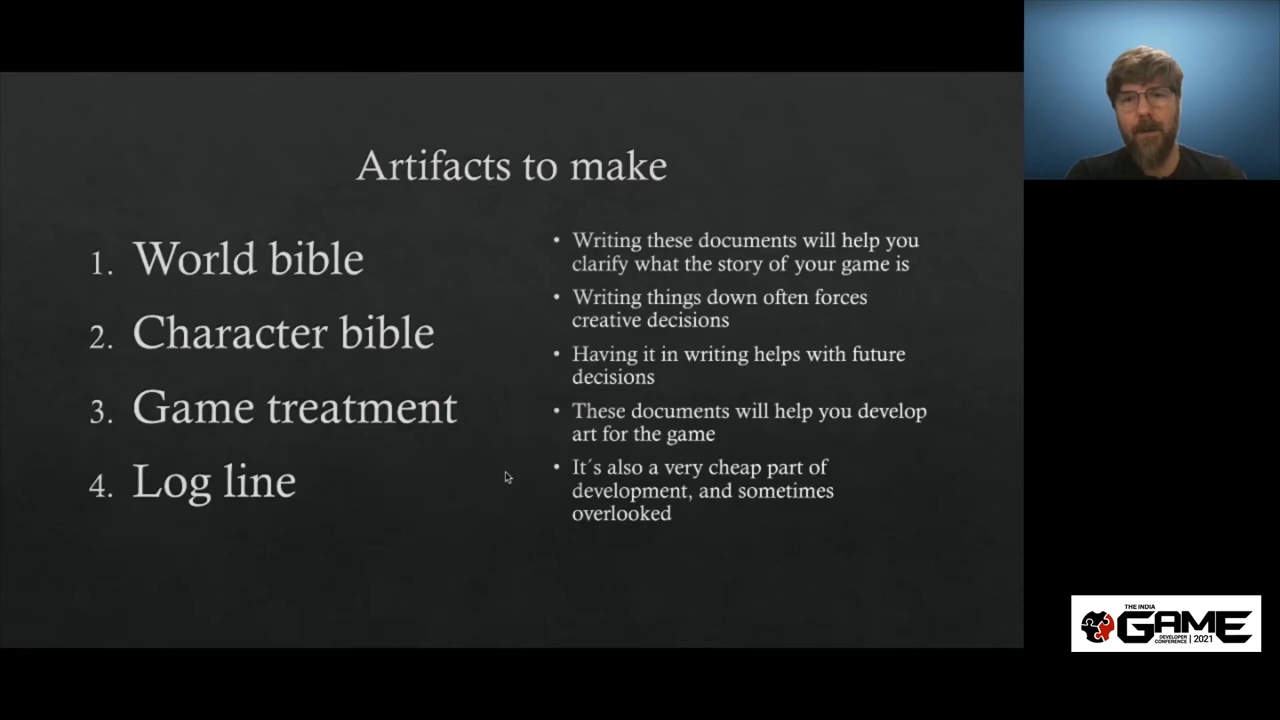 Artifacts to make
1. World bible
2. Character bible
3. Game treatment
4. Log line
• Writing these documents will help you
clarify what the story of your game is
• Writing things down often forces
creative decisions
• Having it in writing helps with future
decisions
• These documents will help you develop
art for the game
• It´s also a very cheap part of
development, and sometimes
overlooked
THE INDIA
GAME
DEVELOPER
CONFERENCE | 2021